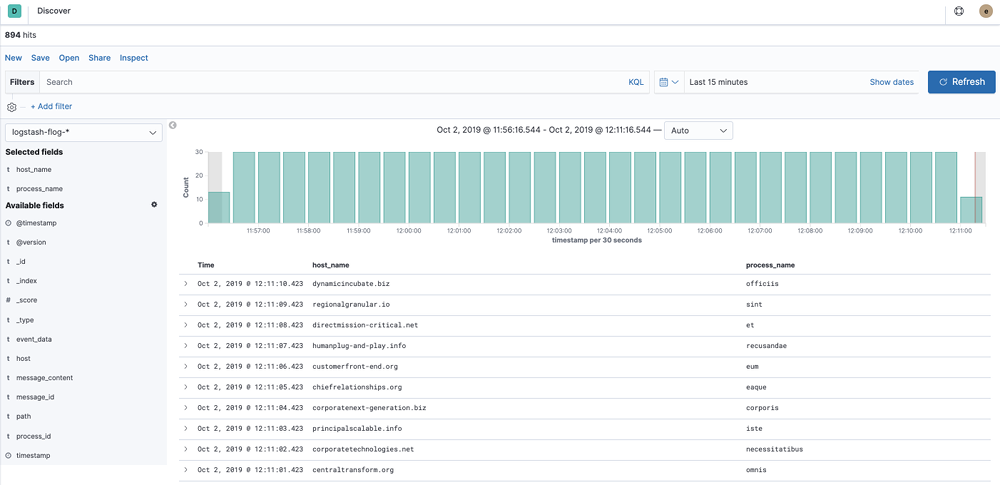 D Discover e
894 hits
New Save Open Share Inspect
Filters Search KQL Last 15 minutes Show dates Refresh
+ Add filter
logstash-flog-*
Selected fields
t host_name
t process_name
Available fields
@timestamp
t @version
t _id
t _index
# _score
t _type
t event_data
t host
t message_content
t message_id
t path
t process_id
timestamp
Oct 2, 2019 @ 11:56:16.544 - Oct 2, 2019 @ 12:11:16.544 — Auto
Count
30
20
10
0
11:57:00 11:58:00 11:59:00 12:00:00 12:01:00 12:02:00 12:03:00 12:04:00 12:05:00 12:06:00 12:07:00 12:08:00 12:09:00 12:10:00 12:11:00
timestamp per 30 seconds
Time host_name process_name
Oct 2, 2019 @ 12:11:10.423 dynamicincubate.biz officiis
Oct 2, 2019 @ 12:11:09.423 regionalgranular.io sint
Oct 2, 2019 @ 12:11:08.423 directmission-critical.net et
Oct 2, 2019 @ 12:11:07.423 humanplug-and-play.info recusandae
Oct 2, 2019 @ 12:11:06.423 customerfront-end.org eum
Oct 2, 2019 @ 12:11:05.423 chiefrelationships.org eaque
Oct 2, 2019 @ 12:11:04.423 corporatenext-generation.biz corporis
Oct 2, 2019 @ 12:11:03.423 principalscalable.info iste
Oct 2, 2019 @ 12:11:02.423 corporatetechnologies.net necessitatibus
Oct 2, 2019 @ 12:11:01.423 centraltransform.org omnis